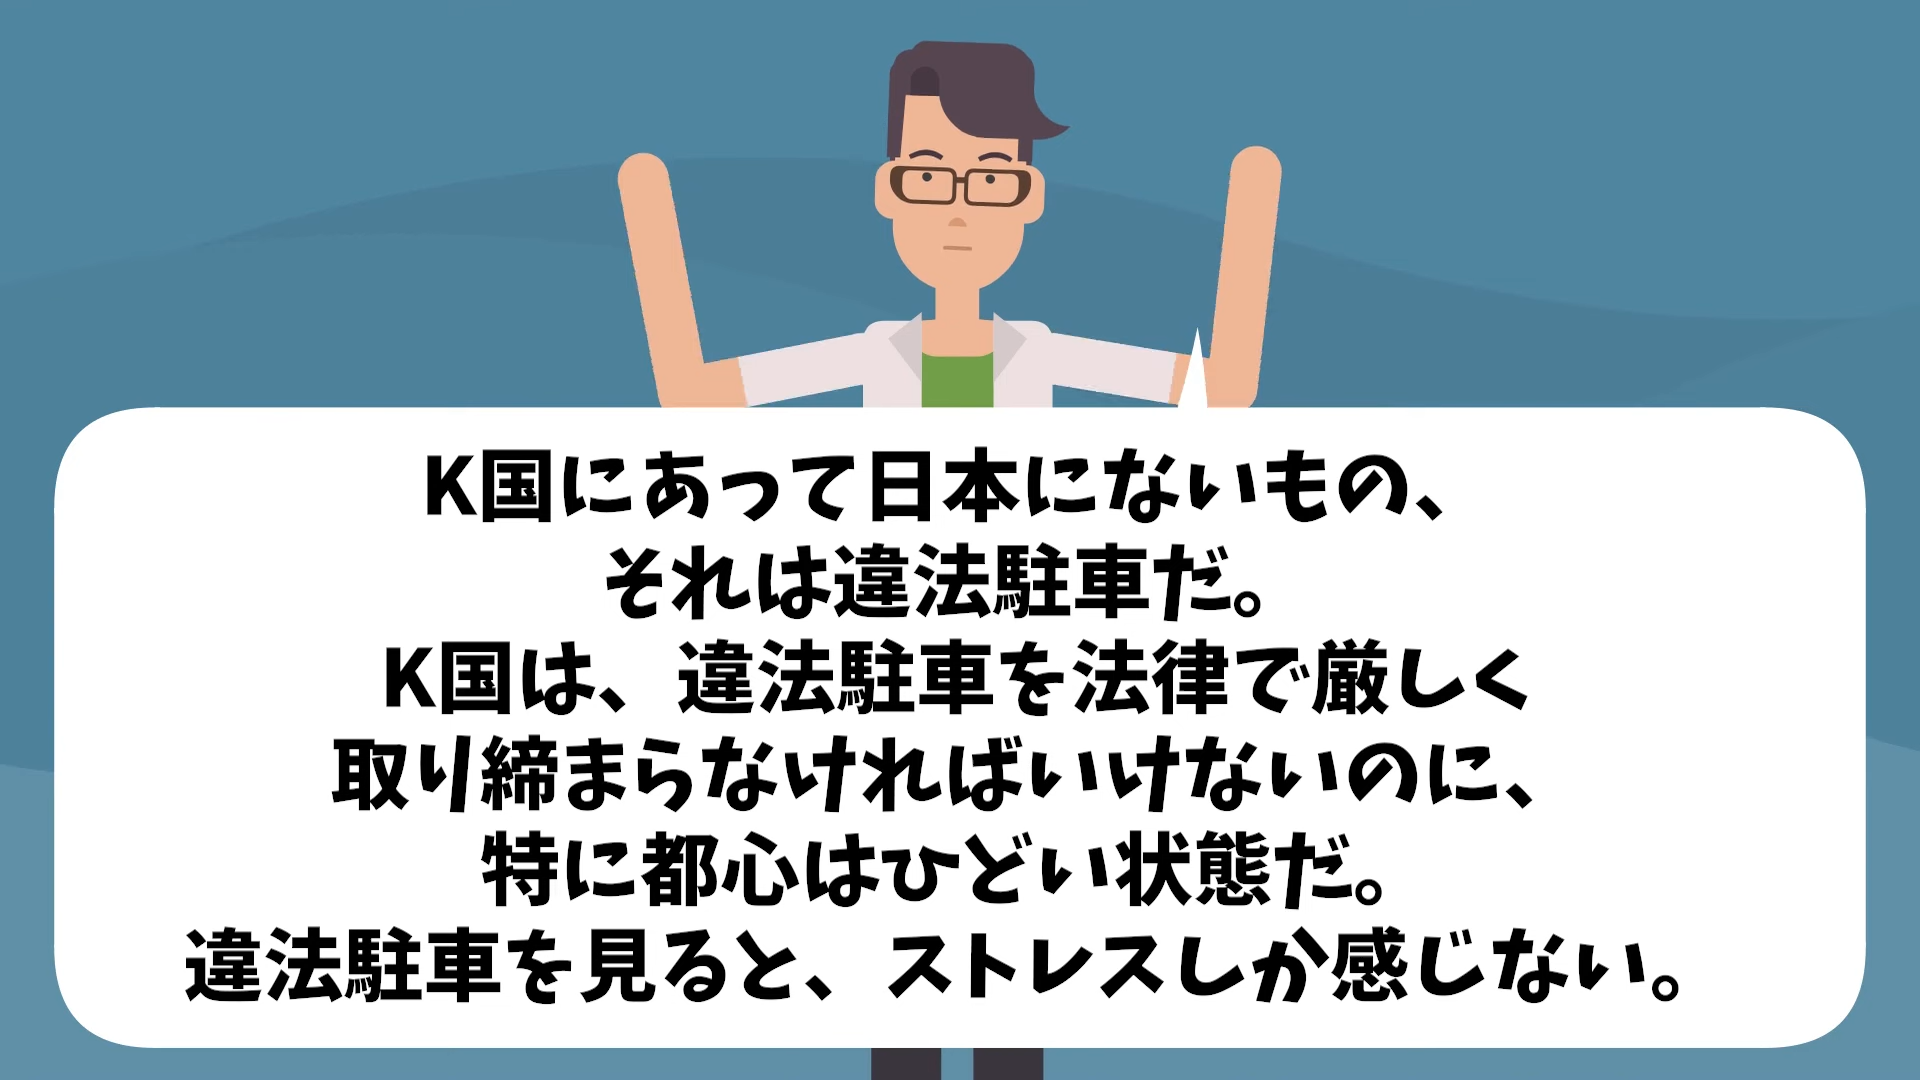 K国にあって日本にないもの、
それは違法駐車だ。
K国は、違法駐車を法律で厳しく
取り締まらなければいけないのに、
特に都心はひどい状態だ。
違法駐車を見ると、ストレスしか感じない。